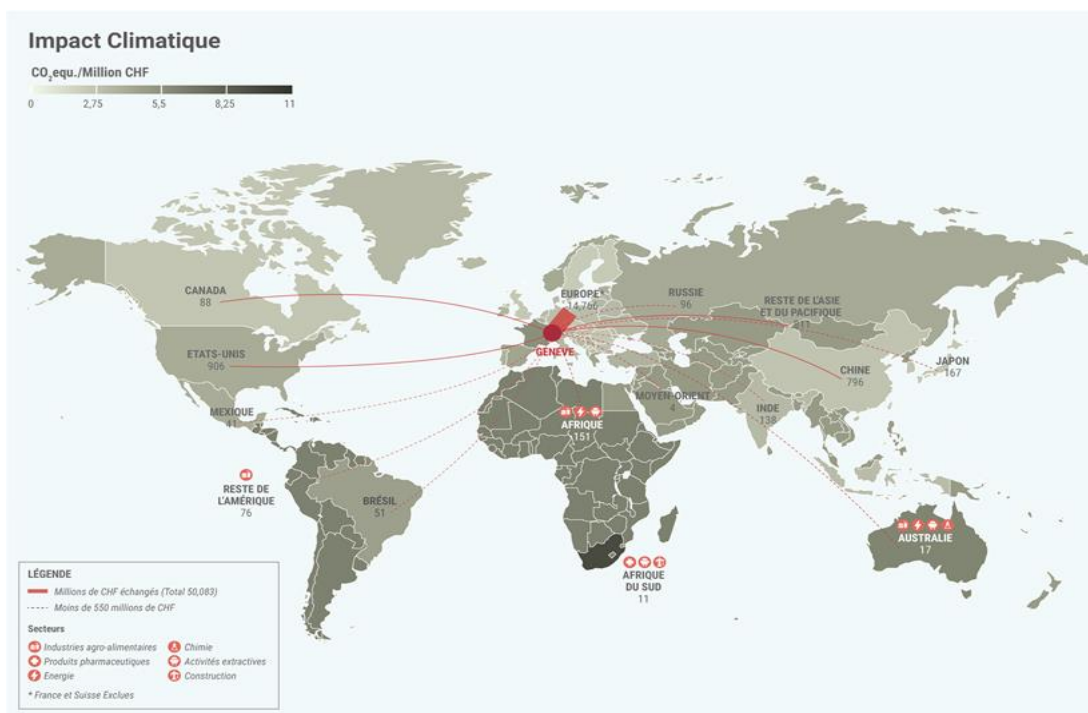 Impact Climatique
CO₂equ./Million CHF
0 2,75 5,5 8,25 11
CANADA
88
ETATS-UNIS
906
MEXIQUE
41
RESTE DE
L'AMÉRIQUE
76
BRÉSIL
51
EUROPE*
14,766
GENÈVE
RUSSIE
96
RESTE DE L'ASIE
ET DU PACIFIQUE
811
JAPON
167
CHINE
796
MOYEN-ORIENT
4
INDE
138
AFRIQUE
151
AFRIQUE
DU SUD
11
AUSTRALIE
17
LÉGENDE
Millions de CHF échangés (Total 50,083)
Moins de 550 millions de CHF
Secteurs
Industries agro-alimentaires
Chimie
Produits pharmaceutiques
Activités extractives
Energie
Construction
* France et Suisse Exclues